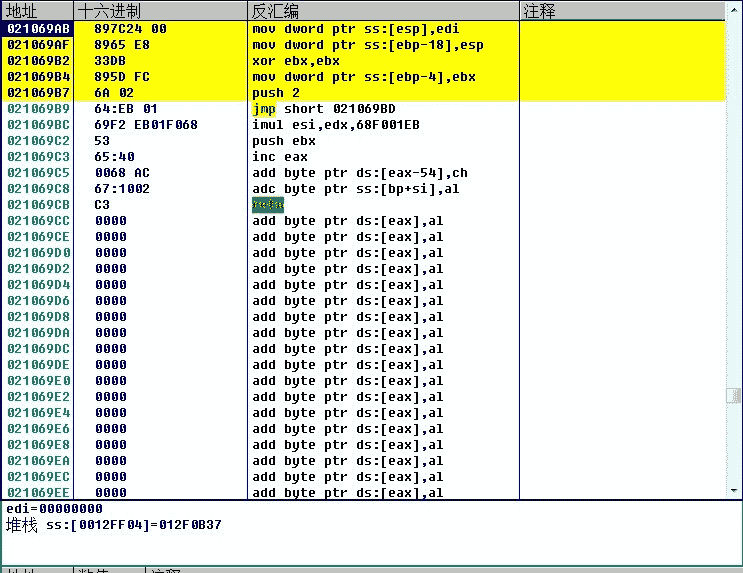 地址 十六进制 反汇编 注释
021069AB 897C24 00 mov dword ptr ss:[esp],edi
021069AF 8965 E8 mov dword ptr ss:[ebp-18],esp
021069B2 33DB xor ebx,ebx
021069B4 895D FC mov dword ptr ss:[ebp-4],ebx
021069B7 6A 02 push 2
021069B9 64:EB 01 jmp short 021069BD
021069BC 69F2 EB01F068 imul esi,edx,68F001EB
021069C2 53 push ebx
021069C3 65:40 inc eax
021069C5 0068 AC add byte ptr ds:[eax-54],ch
021069C8 67:1002 adc byte ptr ss:[bp+si],al
021069CB C3
021069CC 0000 add byte ptr ds:[eax],al
021069CE 0000 add byte ptr ds:[eax],al
021069D0 0000 add byte ptr ds:[eax],al
021069D2 0000 add byte ptr ds:[eax],al
021069D4 0000 add byte ptr ds:[eax],al
021069D6 0000 add byte ptr ds:[eax],al
021069D8 0000 add byte ptr ds:[eax],al
021069DA 0000 add byte ptr ds:[eax],al
021069DC 0000 add byte ptr ds:[eax],al
021069DE 0000 add byte ptr ds:[eax],al
021069E0 0000 add byte ptr ds:[eax],al
021069E2 0000 add byte ptr ds:[eax],al
021069E4 0000 add byte ptr ds:[eax],al
021069E6 0000 add byte ptr ds:[eax],al
021069E8 0000 add byte ptr ds:[eax],al
021069EA 0000 add byte ptr ds:[eax],al
021069EC 0000 add byte ptr ds:[eax],al
021069EE 0000 add byte ptr ds:[eax],al
edi=00000000
堆栈 ss:[0012FF04]=012F0B37